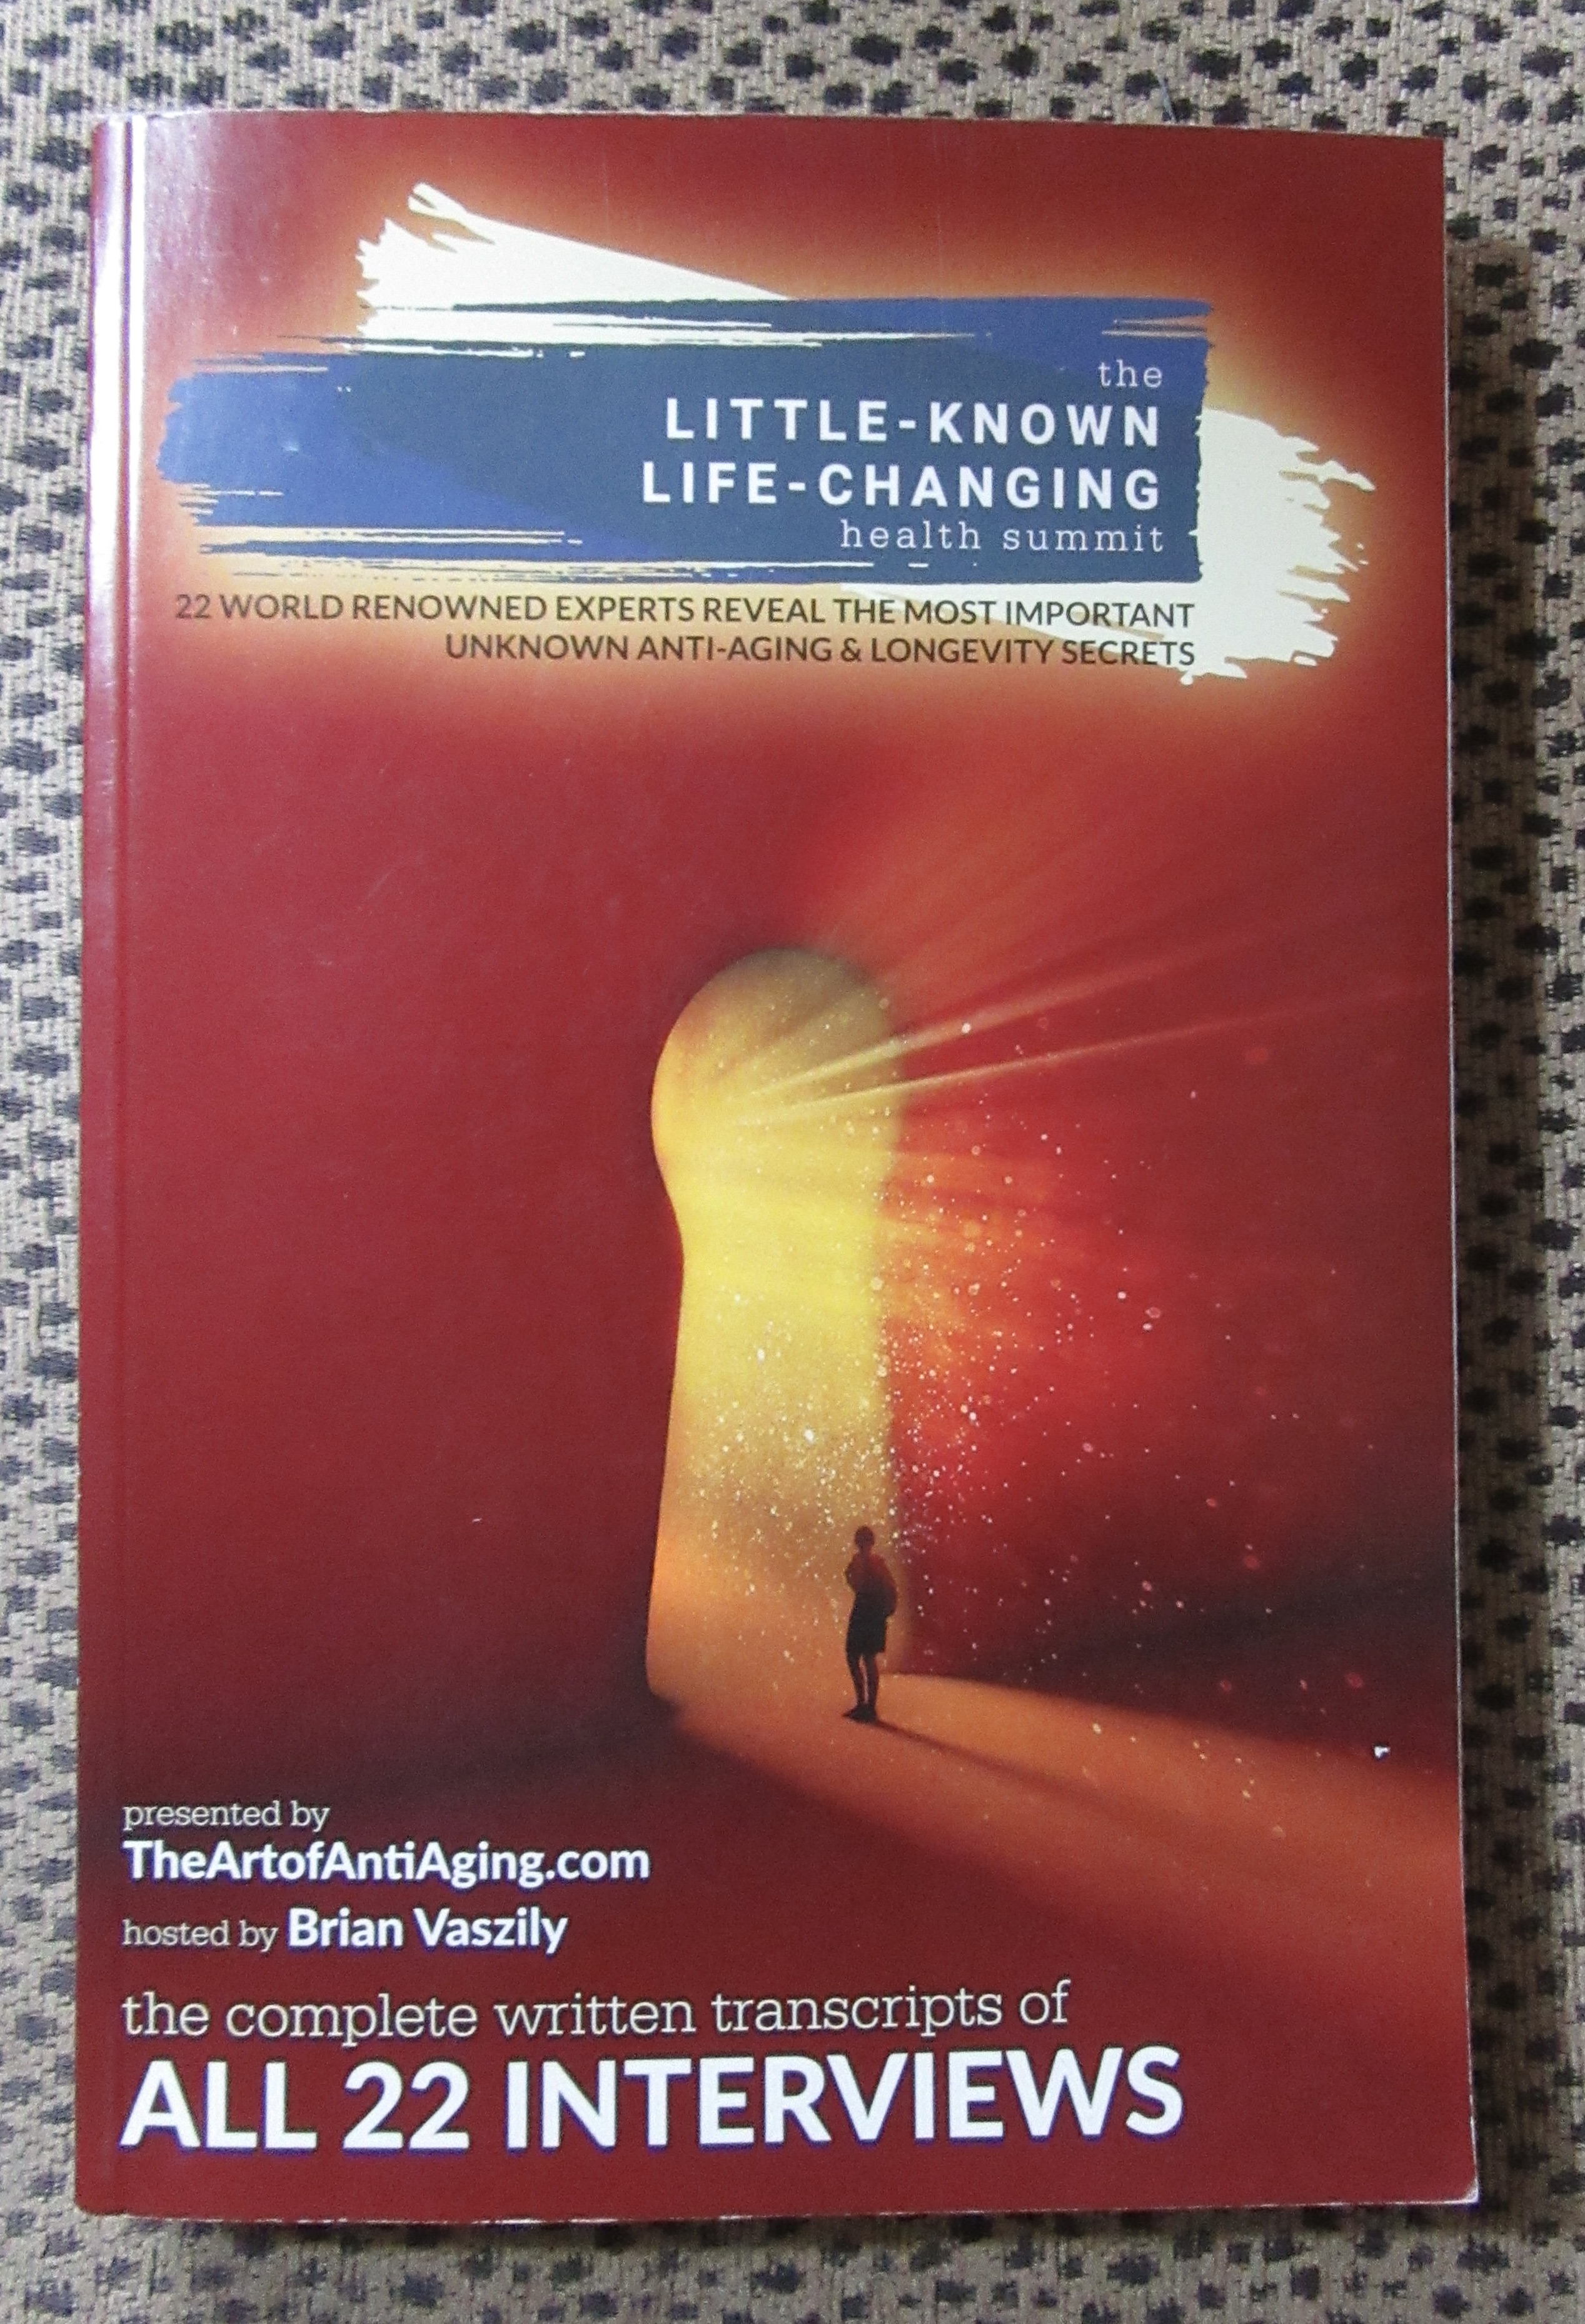 the
LITTLE-KNOWN
LIFE-CHANGING
health summit
22 WORLD RENOWNED EXPERTS REVEAL THE MOST IMPORTANT
UNKNOWN ANTI-AGING & LONGEVITY SECRETS
presented by
TheArtofAntiAging.com
hosted by Brian Vaszily
the complete written transcripts of
ALL 22 INTERVIEWS